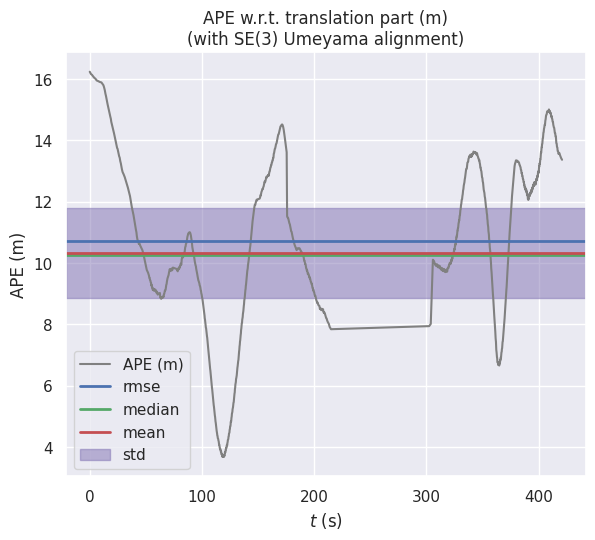 APE w.r.t. translation part (m)
(with SE(3) Umeyama alignment)
APE (m)
16
14
12
10
8
6
4
APE (m)
rmse
median
mean
std
0
100
200
300
400
t (s)